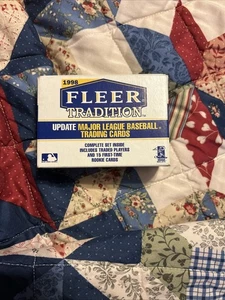 1998
FLEER
TRADITION
UPDATE MAJOR LEAGUE BASEBALL
TRADING CARDS
COMPLETE SET INSIDE
INCLUDES TRADED PLAYERS
AND 15 FIRST-TIME
ROOKIE CARDS